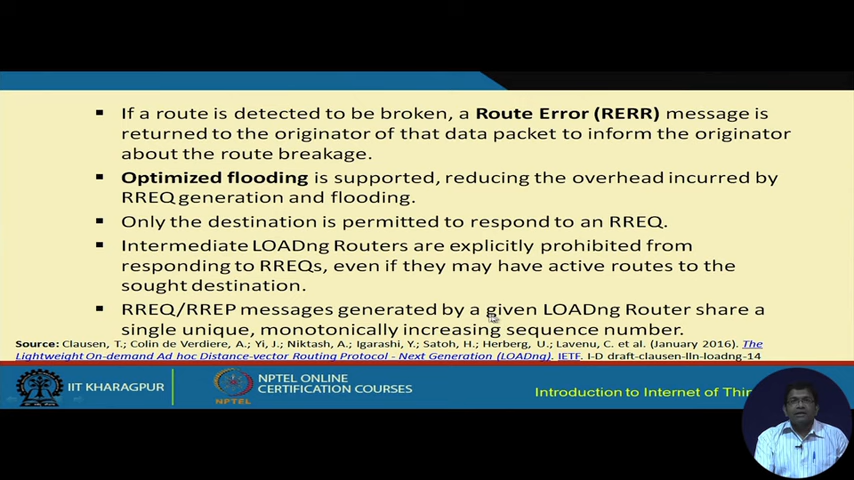 ▪ If a route is detected to be broken, a Route Error (RERR) message is
returned to the originator of that data packet to inform the originator
about the route breakage.
▪ Optimized flooding is supported, reducing the overhead incurred by
RREQ generation and flooding.
▪ Only the destination is permitted to respond to an RREQ.
▪ Intermediate LOADng Routers are explicitly prohibited from
responding to RREQs, even if they may have active routes to the
sought destination.
▪ RREQ/RREP messages generated by a given LOADng Router share a
single unique, monotonically increasing sequence number.
Source: Clausen, T.; Colin de Verdiere, A.; Yi, J.; Niktash, A.; Igarashi, Y.; Satoh, H.; Herberg, U.; Lavenu, C. et al. (January 2016). The
Lightweight On-demand Ad hoc Distance-vector Routing Protocol - Next Generation (LOADng). IETF. I-D draft-clausen-lln-loadng-14
IIT KHARAGPUR
NPTEL
NPTEL ONLINE
CERTIFICATION COURSES
Introduction to Internet of Thin